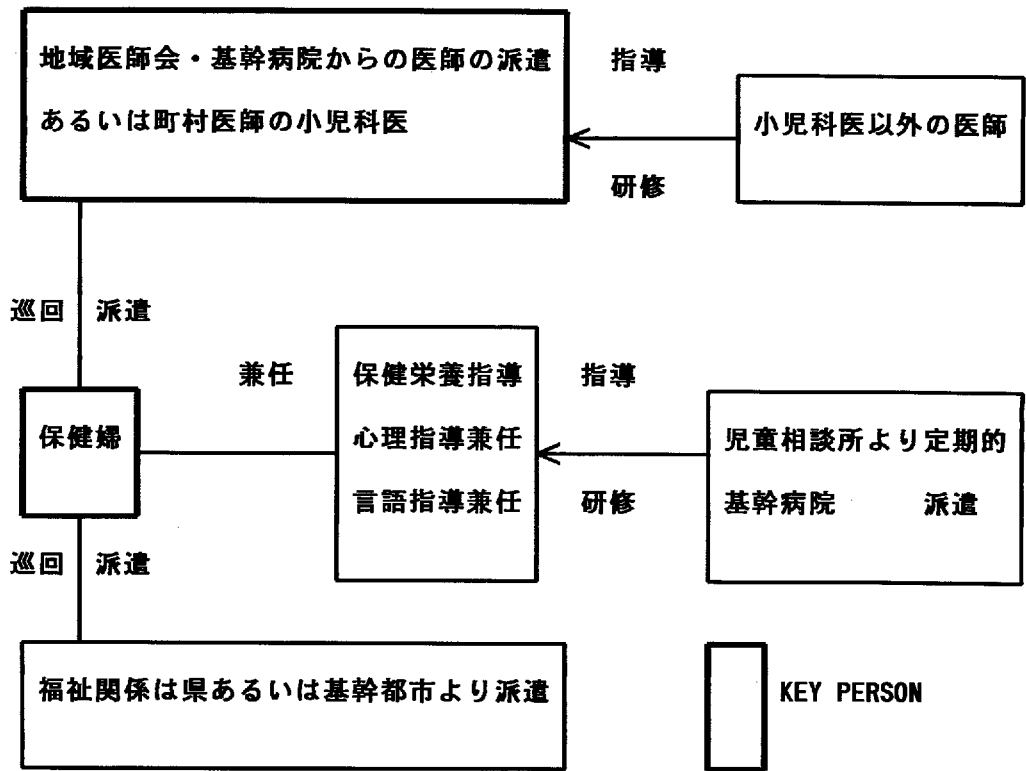 地域医師会・基幹病院からの医師の派遣
あるいは町村医師の小児科医
指導
研修
小児科医以外の医師
巡回 派遣
保健婦
兼任
保健栄養指導
心理指導兼任
言語指導兼任
指導
研修
児童相談所より定期的
基幹病院 派遣
巡回 派遣
福祉関係は県あるいは基幹都市より派遣
KEY PERSON